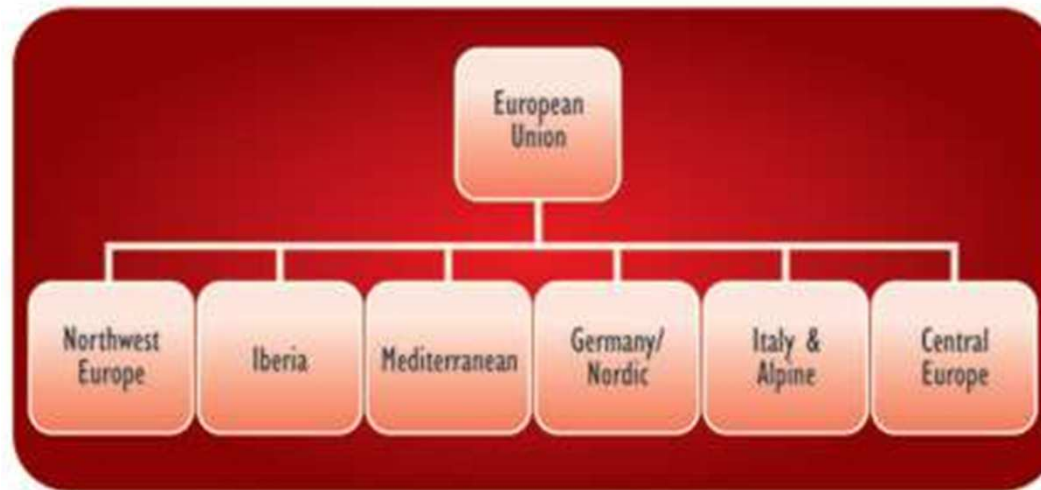 European
Union
Northwest
Europe
Iberia
Mediterranean
Germany/
Nordic
Italy &
Alpine
Central
Europe